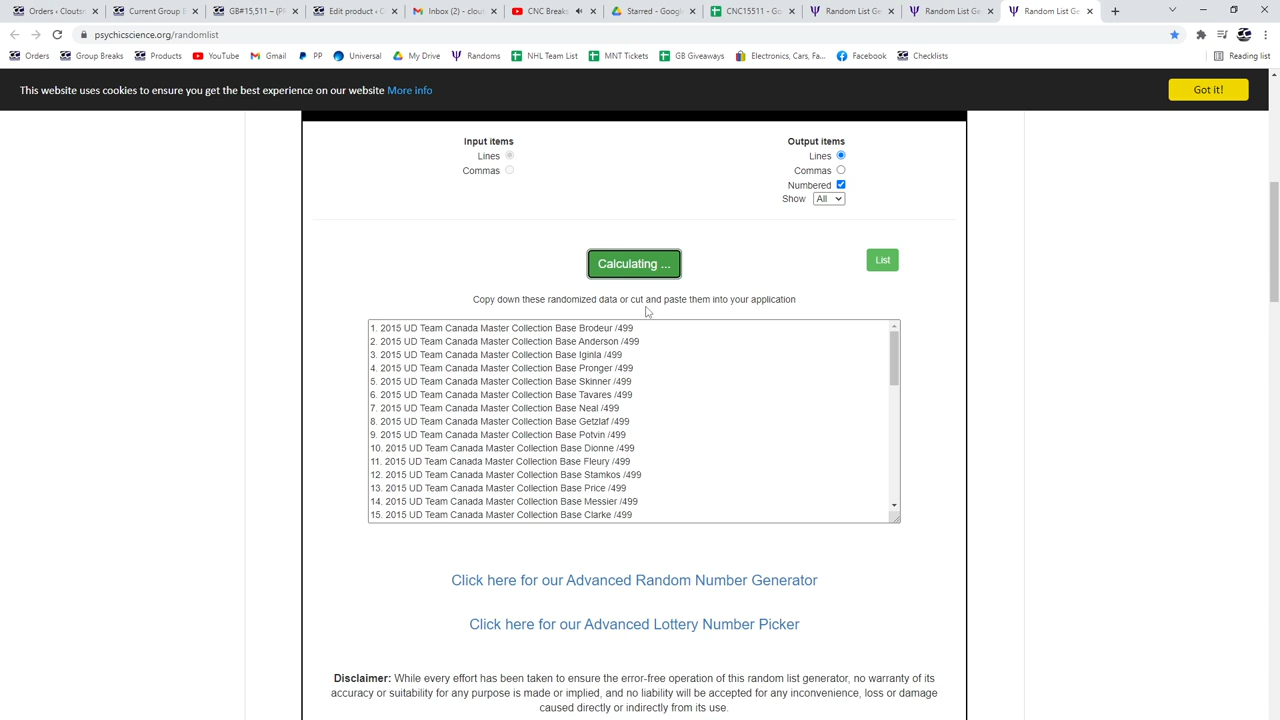 Orders < Cloutsn
Current Group B
GB#15,511 – (PP
Edit product < C
Inbox (2) - clout
CNC Breaks
Starred - Google
CNC15511 - Go
Random List Ge
Random List Ge
Random List Ge
psychicscience.org/randomlist
Orders
Group Breaks
Products
YouTube
Gmail
PP
Universal
My Drive
Randoms
NHL Team List
MNT Tickets
GB Giveaways
Electronics, Cars, Fa...
Facebook
Checklists
Reading list
This website uses cookies to ensure you get the best experience on our website More info
Got it!
Input items
Output items
Lines
Lines
Commas
Commas
Numbered
Show All
Calculating ...
List
Copy down these randomized data or cut and paste them into your application
1. 2015 UD Team Canada Master Collection Base Brodeur /499
2. 2015 UD Team Canada Master Collection Base Anderson /499
3. 2015 UD Team Canada Master Collection Base Iginla /499
4. 2015 UD Team Canada Master Collection Base Pronger /499
5. 2015 UD Team Canada Master Collection Base Skinner /499
6. 2015 UD Team Canada Master Collection Base Tavares /499
7. 2015 UD Team Canada Master Collection Base Neal /499
8. 2015 UD Team Canada Master Collection Base Getzlaf /499
9. 2015 UD Team Canada Master Collection Base Potvin /499
10. 2015 UD Team Canada Master Collection Base Dionne /499
11. 2015 UD Team Canada Master Collection Base Fleury /499
12. 2015 UD Team Canada Master Collection Base Stamkos /499
13. 2015 UD Team Canada Master Collection Base Price /499
14. 2015 UD Team Canada Master Collection Base Messier /499
15. 2015 UD Team Canada Master Collection Base Clarke /499
Click here for our Advanced Random Number Generator
Click here for our Advanced Lottery Number Picker
Disclaimer: While every effort has been taken to ensure the error-free operation of this random list generator, no warranty of its
accuracy or suitability for any purpose is made or implied, and no liability will be accepted for any inconvenience, loss or damage
caused directly or indirectly from its use.